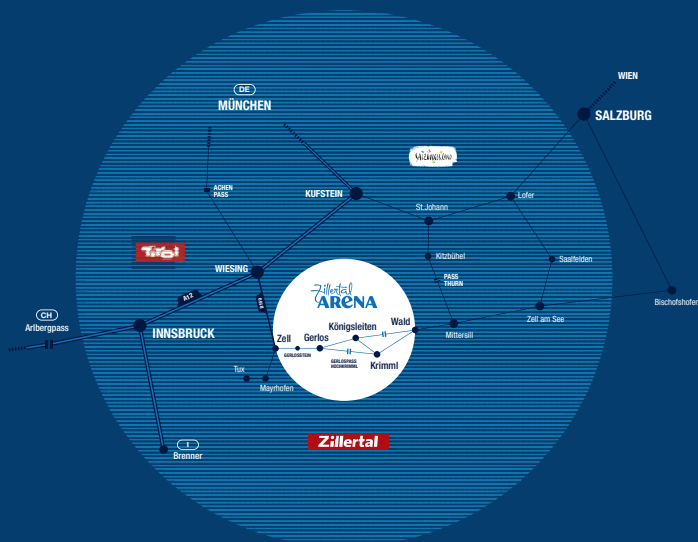 WIEN
DE
MÜNCHEN
SALZBURG
ACHEN
PASS
KUFSTEIN
Lofer
St.Johann
Tirol
Kitzbühel
Saalfelden
WIESING
PASS
THURN
A12
B169
Zillertal
ARENA
Bischofshofen
CH
Arlbergpass
INNSBRUCK
Königsleiten
Wald
Zell am See
Mittersill
Zell
Gerlos
GERLOSSTEIN
GERLOSPASS
HOCHKRIMML
Krimml
Tux
Mayrhofen
Zillertal
I
Brenner